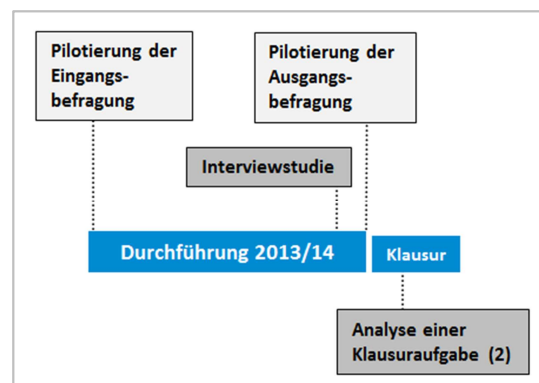 Pilotierung der
Eingangs-
befragung
Pilotierung der
Ausgangs-
befragung
Interviewstudie
Durchführung 2013/14
Klausur
Analyse einer
Klausuraufgabe (2)